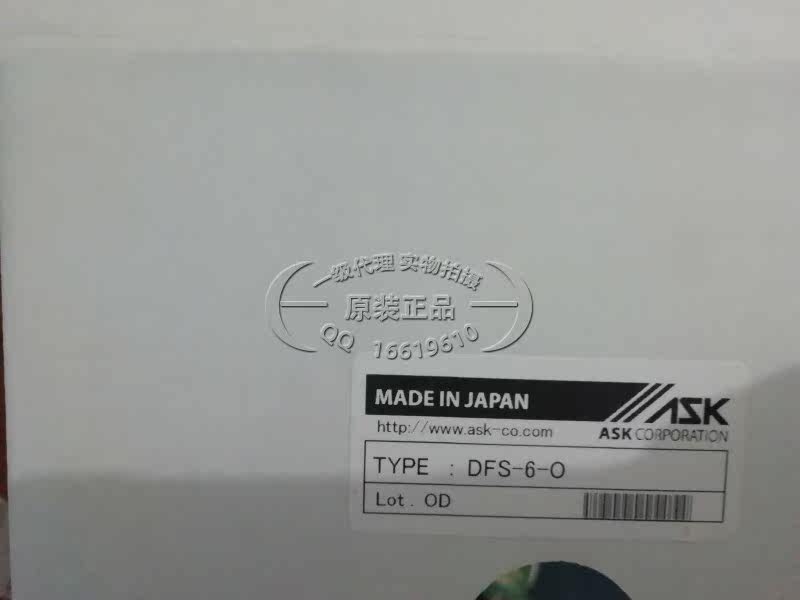 一级代理 实物拍摄
原装正品
QQ 16619610
MADE IN JAPAN
ASK
http://www.ask-co.com
ASK CORPORATION
TYPE : DFS-6-O
Lot. OD